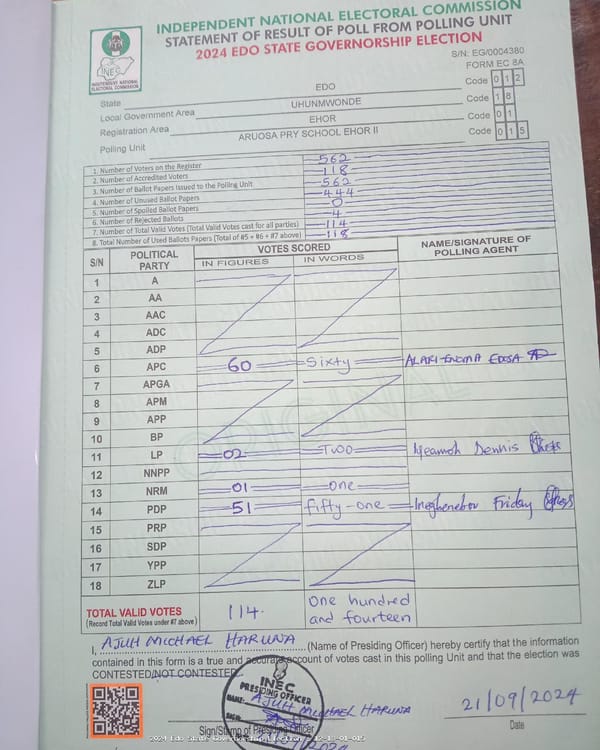 INDEPENDENT NATIONAL ELECTORAL COMMISSION
STATEMENT OF RESULT OF POLL FROM POLLING UNIT
2024 EDO STATE GOVERNORSHIP ELECTION
INEC
INDEPENDENT NATIONAL ELECTORAL COMMISSION
S/N: EG/0004380
FORM EC 8A
State EDO Code 0 1 2
Local Government Area UHUNMWONDE Code 1 8
Registration Area EHOR Code 0 1
Polling Unit ARUOSA PRY SCHOOL EHOR II Code 0 1 5
1. Number of Voters on the Register 562
2. Number of Accredited Voters 118
3. Number of Ballot Papers Issued to the Polling Unit 562
4. Number of Unused Ballot Papers 444
5. Number of Spoiled Ballot Papers 0
6. Number of Rejected Ballots 4
7. Number of Total Valid Votes (Total Valid Votes cast for all parties) 114
8. Total Number of Used Ballots Papers (Total of #5 + #6 + #7 above) 118
S/N POLITICAL PARTY VOTES SCORED NAME/SIGNATURE OF POLLING AGENT
IN FIGURES IN WORDS
1 A
2 AA
3 AAC
4 ADC
5 ADP
6 APC 60 Sixty
7 APGA
8 APM
9 APP
10 BP
11 LP 02 Two Dennis
12 NNPP
13 NRM 01 One
14 PDP 51 fifty-one Friday
15 PRP
16 SDP
17 YPP
18 ZLP
ORIGINAL
TOTAL VALID VOTES 114. One hundred and fourteen
(Record Total Valid Votes under #7 above)
I, AJUH MICHAEL HARUNA (Name of Presiding Officer) hereby certify that the information
contained in this form is a true and accurate account of votes cast in this polling Unit and that the election was
CONTESTED/NOT CONTESTED
INEC
PRESIDING OFFICER
NAME: AJUH MICHAEL HARUNA
SIGN:
21/09/2024
Sign/Stamp of Presiding Officer Date
2024 Edo State Governorship Election - 12-18-01-015